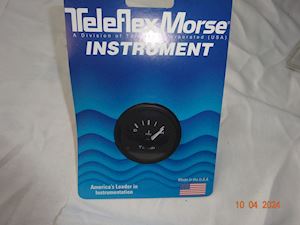 TeleflexMorse
A Division of Teleflex Incorporated (USA)
INSTRUMENT
America's Leader in
Instrumentation
Made in the U.S.A.
10 04 2024